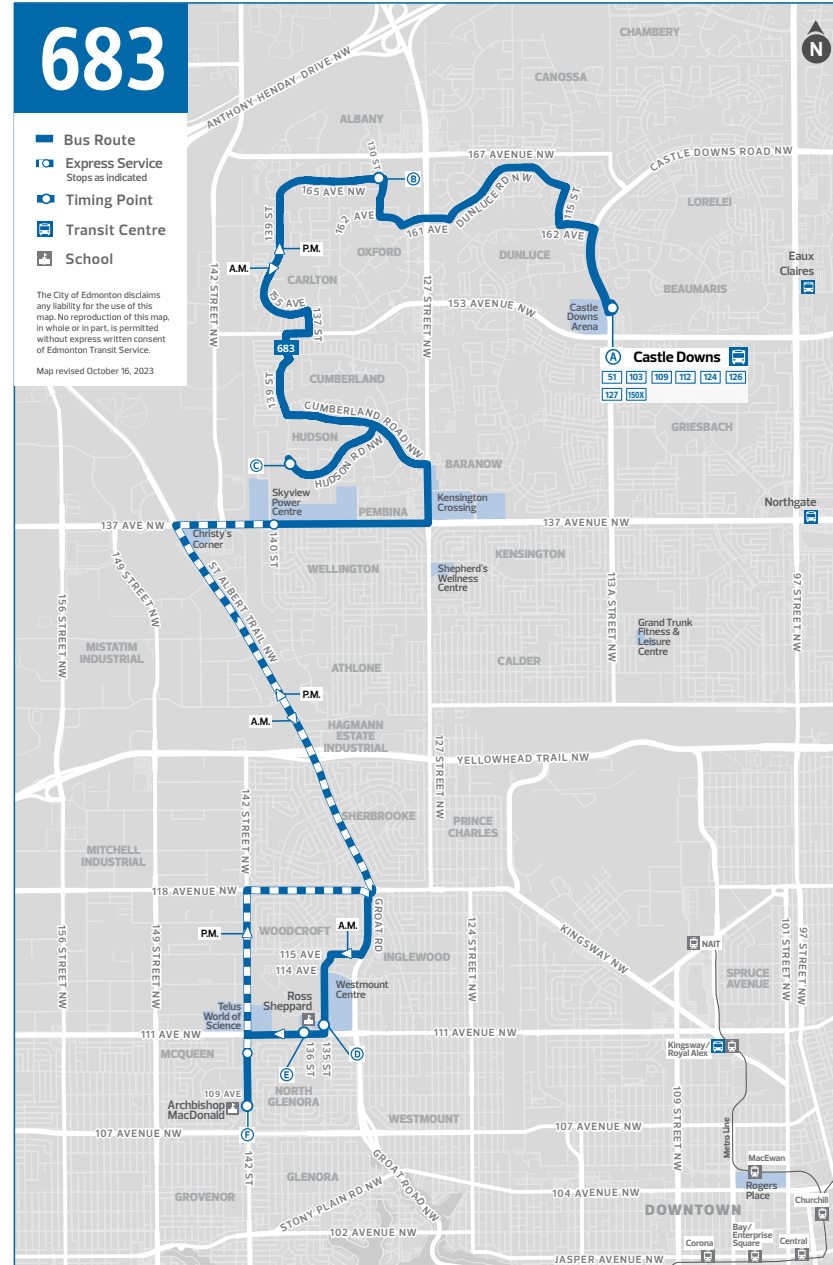 683
Bus Route
Express Service
Stops as indicated
Timing Point
Transit Centre
School
The City of Edmonton disclaims
any liability for the use of this
map. No reproduction of this map,
in whole or in part, is permitted
without express written consent
of Edmonton Transit Service.
Map revised October 16, 2023
N
CHAMBERY
CANOSSA
ANTHONY HENDAY DRIVE NW
ALBANY
130 ST
167 AVENUE NW
CASTLE DOWNS ROAD NW
B
165 AVE NW
DUNLUCE RD NW
115 ST
LORELEI
139 ST
162 AVE
161 AVE
162 AVE
P.M.
OXFORD
DUNLUCE
Eaux
Claires
A.M.
142 STREET NW
CARLTON
127 STREET NW
BEAUMARIS
155 AVE
137 ST
153 AVENUE NW
Castle
Downs
Arena
683
A
Castle Downs
51
103
109
112
124
126
127
150X
139 ST
CUMBERLAND
CUMBERLAND ROAD NW
HUDSON
GRIESBACH
C
HUDSON RD NW
BARANOW
Skyview
Power
Centre
PEMBINA
Kensington
Crossing
Northgate
137 AVE NW
Christy's
Corner
140 ST
137 AVENUE NW
149 STREET NW
ST ALBERT TRAIL NW
WELLINGTON
KENSINGTON
Shepherd's
Wellness
Centre
113 A STREET NW
97 STREET NW
156 STREET NW
Grand Trunk
Fitness &
Leisure
Centre
MISTATIM
INDUSTRIAL
ATHLONE
CALDER
P.M.
A.M.
HAGMANN
ESTATE
INDUSTRIAL
127 STREET NW
YELLOWHEAD TRAIL NW
142 STREET NW
SHERBROOKE
PRINCE
CHARLES
MITCHELL
INDUSTRIAL
118 AVENUE NW
GROAT RD
156 STREET NW
149 STREET NW
P.M.
WOODCROFT
A.M.
124 STREET NW
KINGSWAY NW
101 STREET NW
97 STREET NW
NAIT
115 AVE
INGLEWOOD
114 AVE
SPRUCE
AVENUE
Westmount
Centre
Telus
World of
Science
Ross
Sheppard
111 AVE NW
111 AVENUE NW
136 ST
135 ST
D
Kingsway/
Royal Alex
MCQUEEN
E
109 AVE
NORTH
GLENORA
109 STREET NW
Archbishop
MacDonald
WESTMOUNT
107 AVENUE NW
F
107 AVENUE NW
Metro Line
142 ST
GROAT ROAD NW
MacEwan
GLENORA
Rogers
Place
GROVENOR
STONY PLAIN RD NW
104 AVENUE NW
Churchill
DOWNTOWN
102 AVENUE NW
Corona
Bay/
Enterprise
Square
Central
JASPER AVENUE NW